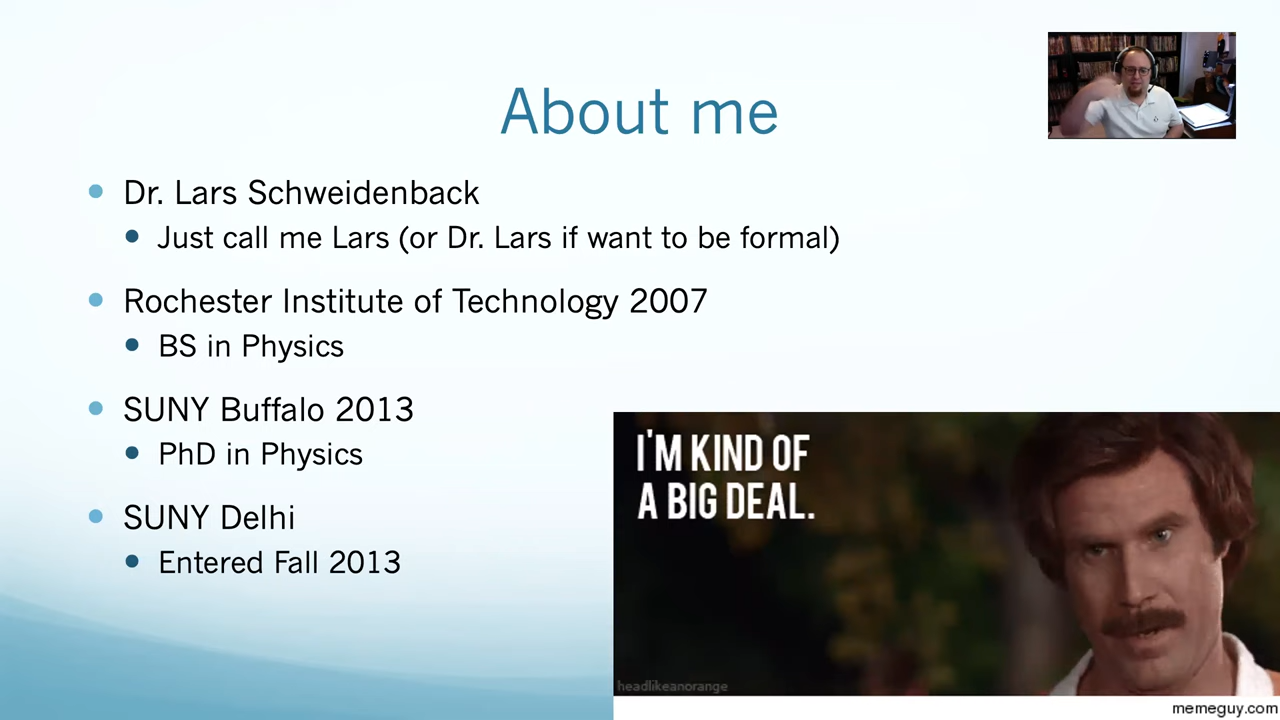 About me
Dr. Lars Schweidenback
Just call me Lars (or Dr. Lars if want to be formal)
Rochester Institute of Technology 2007
BS in Physics
SUNY Buffalo 2013
PhD in Physics
SUNY Delhi
Entered Fall 2013
I'M KIND OF
A BIG DEAL.
headlikeanorange
memeguy.com